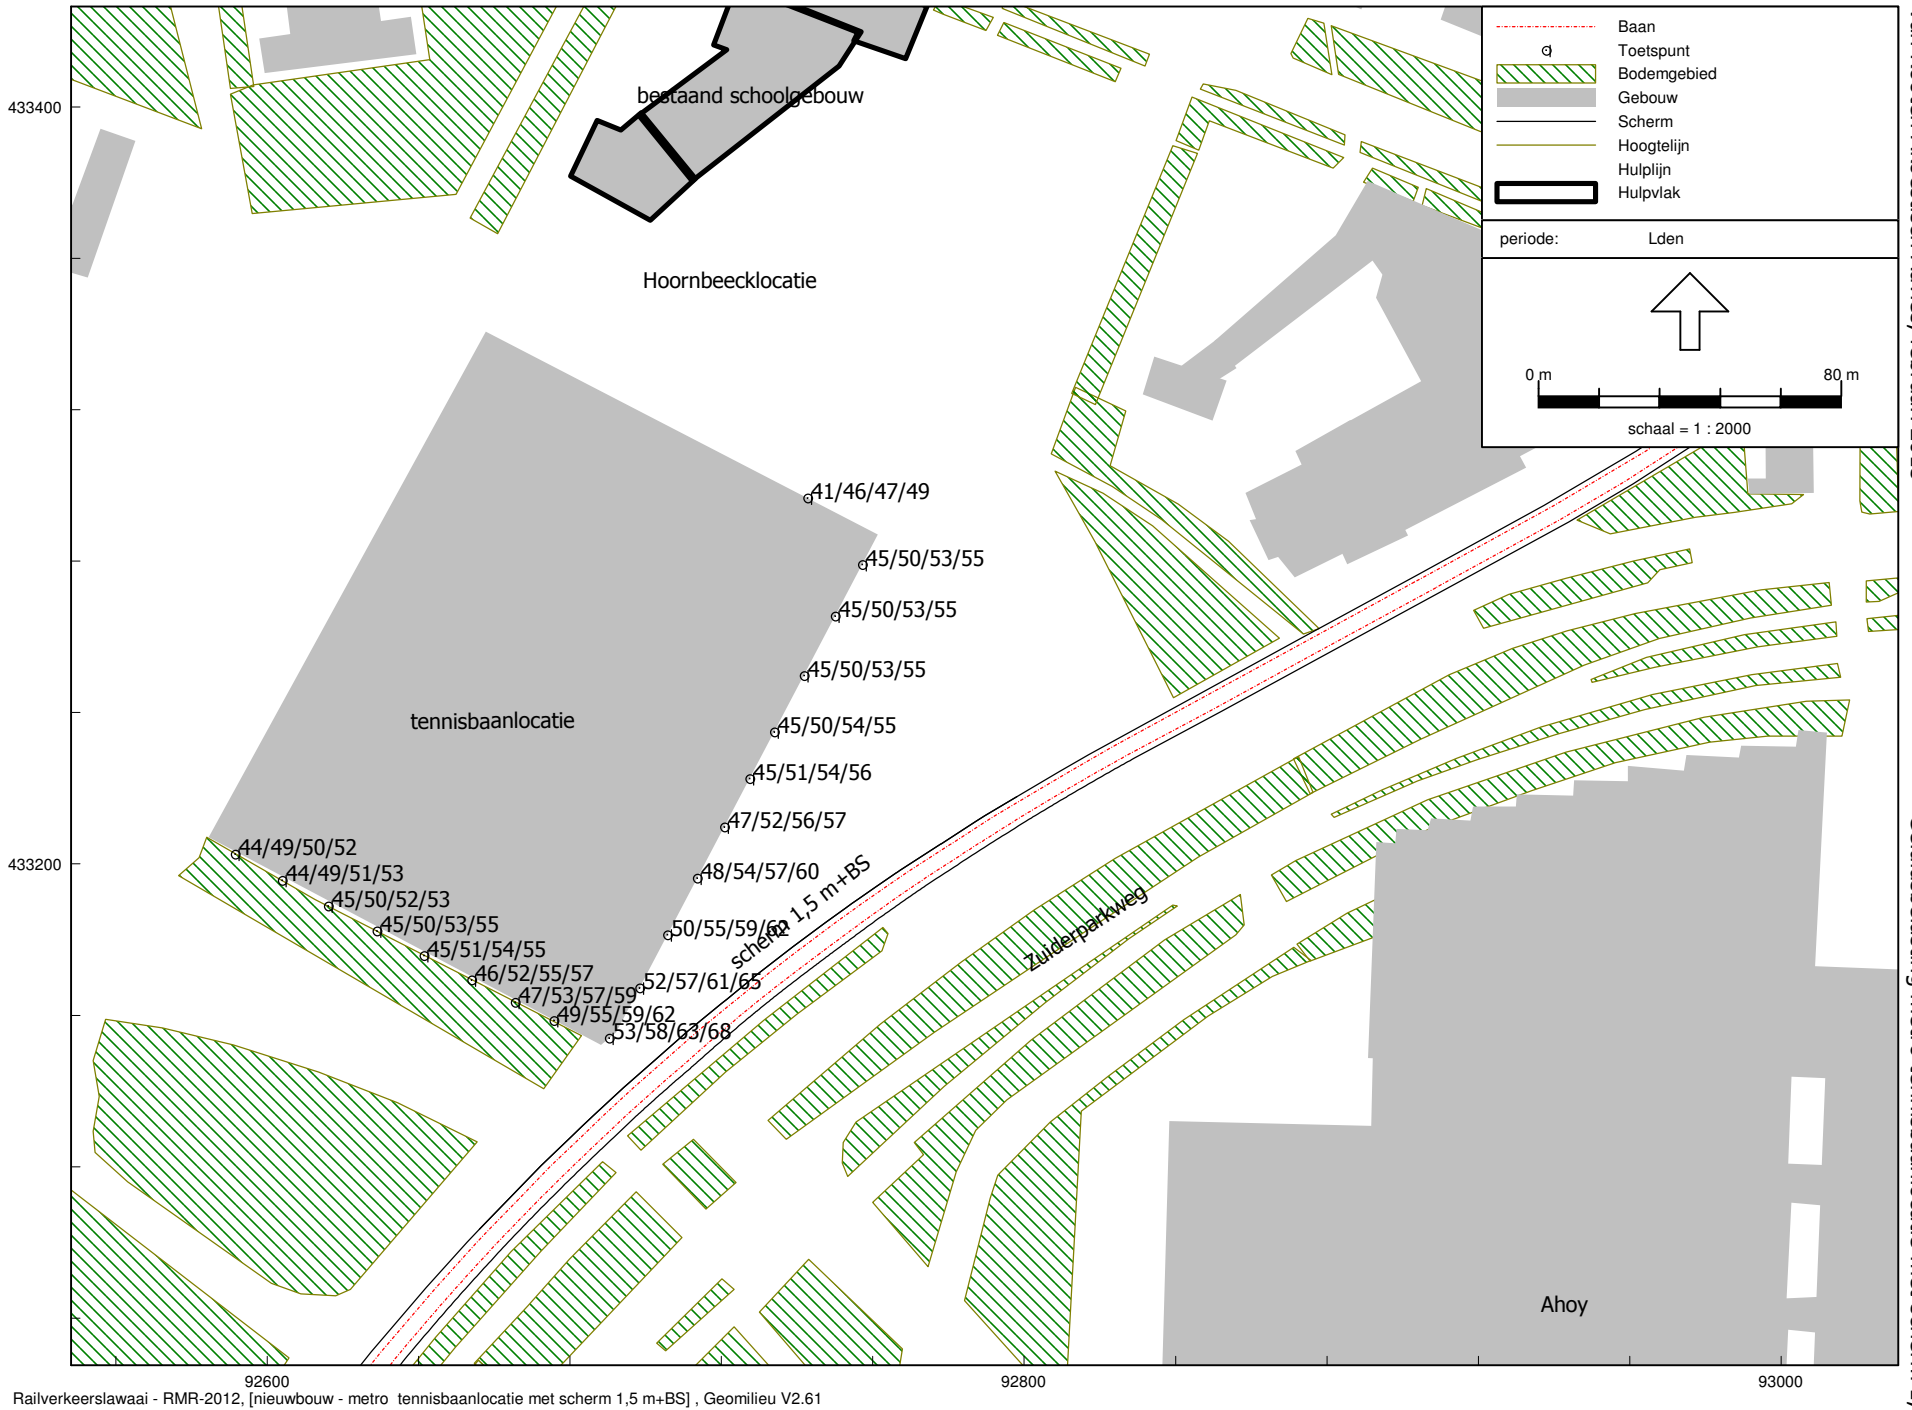 Baan
Toetspunt
Bodemgebied
Gebouw
Scherm
Hoogtelijn
Hulplijn
Hulpvlak
periode: Lden
0 m 80 m
schaal = 1 : 2000
433400
bestaand schoolgebouw
Hoornbeecklocatie
41/46/47/49
45/50/53/55
45/50/53/55
45/50/53/55
tennisbaanlocatie
45/50/54/55
45/51/54/56
47/52/56/57
433200
44/49/50/52
44/49/51/53
48/54/57/60
45/50/52/53
45/50/53/55
50/55/59/62
scherm 1,5 m+BS
Zuiderparkweg
45/51/54/55
46/52/55/57
52/57/61/65
47/53/57/59
49/55/59/62
53/58/63/68
Ahoy
92600 92800 93000
Railverkeerslawaai - RMR-2012, [nieuwbouw - metro tennisbaanlocatie met scherm 1,5 m+BS] , Geomilieu V2.61